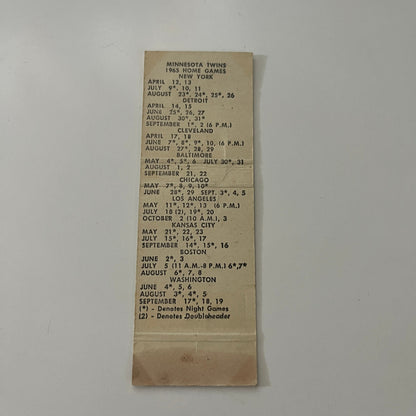 MINNESOTA TWINS
1965 HOME GAMES
NEW YORK
APRIL 12, 13
JULY 9*, 10, 11
AUGUST 23*, 24*, 25*, 26
DETROIT
APRIL 14, 15
JUNE 25*, 26, 27
AUGUST 30*, 31*
SEPTEMBER 1*, 2 (6 P.M.)
CLEVELAND
APRIL 17, 18
JUNE 7*, 8*, 9*, 10, (6 P.M.)
AUGUST 27*, 28, 29
BALTIMORE
MAY 4*, 5*, 6 JULY 30*, 31
AUGUST 1, 2
SEPTEMBER 21, 22
CHICAGO
MAY 7*, 8, 9, 10*
JUNE 28*, 29 SEPT. 3*, 4, 5
LOS ANGELES
MAY 11*, 12*, 13 (6 P.M.)
JULY 18 (2), 19*, 20
OCTOBER 2 (10 A.M.), 3
KANSAS CITY
MAY 21*, 22, 23
JULY 15*, 16*, 17
SEPTEMBER 14*, 15*, 16
BOSTON
JUNE 2*, 3
JULY 5 (11 A.M.-8 P.M.) 6*,7*
AUGUST 6*, 7, 8
WASHINGTON
JUNE 4*, 5, 6
AUGUST 3*, 4*, 5
SEPTEMBER 17*, 18, 19
(*) - Denotes Night Games
(2) - Denotes Doubleheader